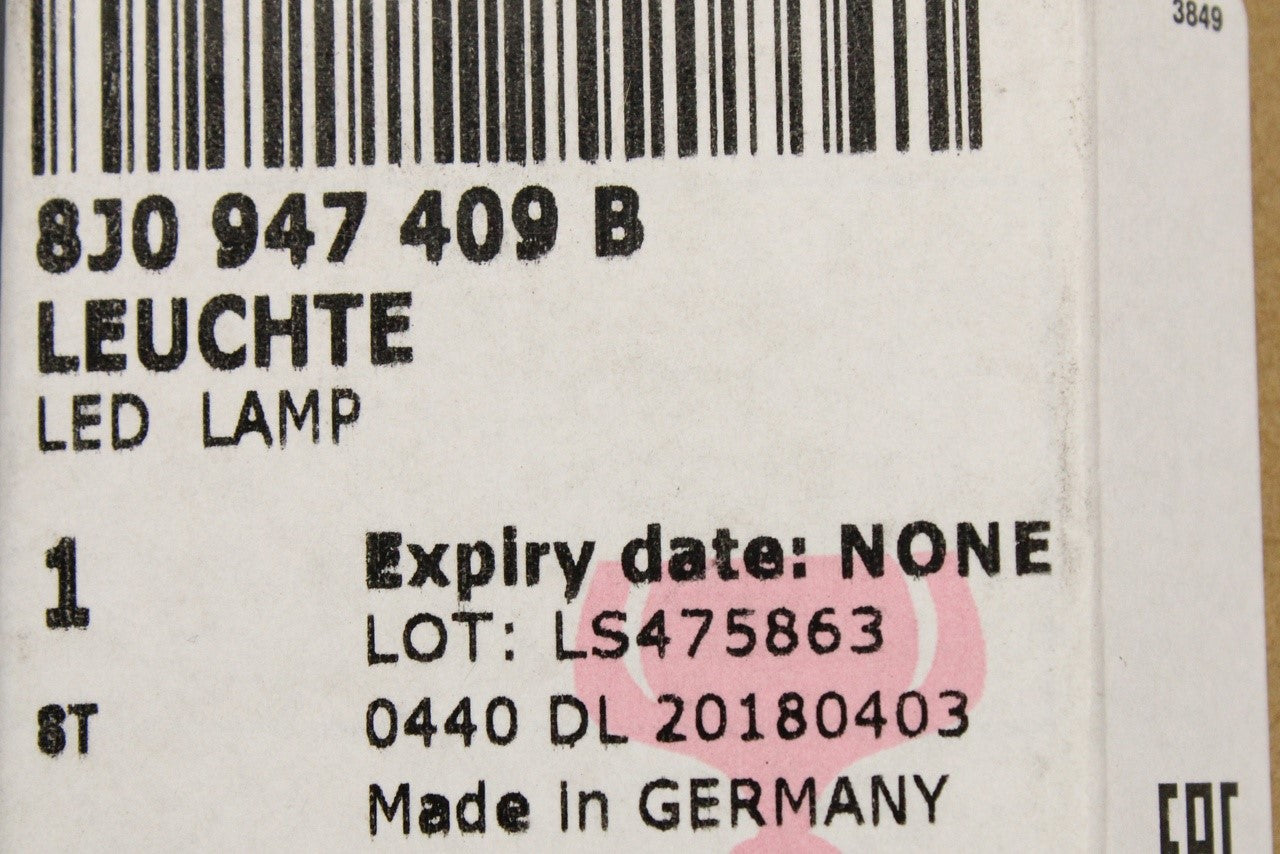 3849
8J0 947 409 B
LEUCHTE
LED LAMP
1
Expiry date: NONE
LOT: LS475863
ST
0440 DL 20180403
Made in GERMANY
EAC